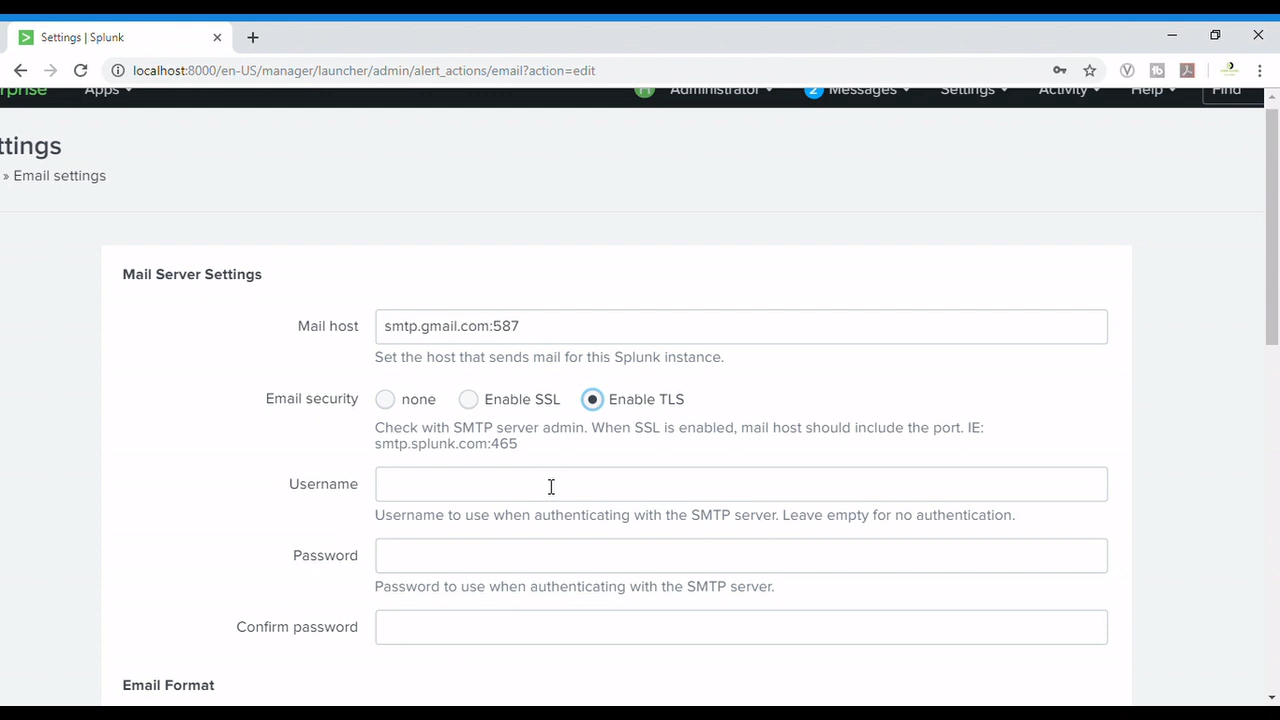 Settings | Splunk
localhost:8000/en-US/manager/launcher/admin/alert_actions/email?action=edit
Apps
Administrator
2 Messages
Settings
Activity
Help
Find
ttings
» Email settings
Mail Server Settings
Mail host
smtp.gmail.com:587
Set the host that sends mail for this Splunk instance.
Email security
none
Enable SSL
Enable TLS
Check with SMTP server admin. When SSL is enabled, mail host should include the port. IE:
smtp.splunk.com:465
Username
Username to use when authenticating with the SMTP server. Leave empty for no authentication.
Password
Password to use when authenticating with the SMTP server.
Confirm password
Email Format